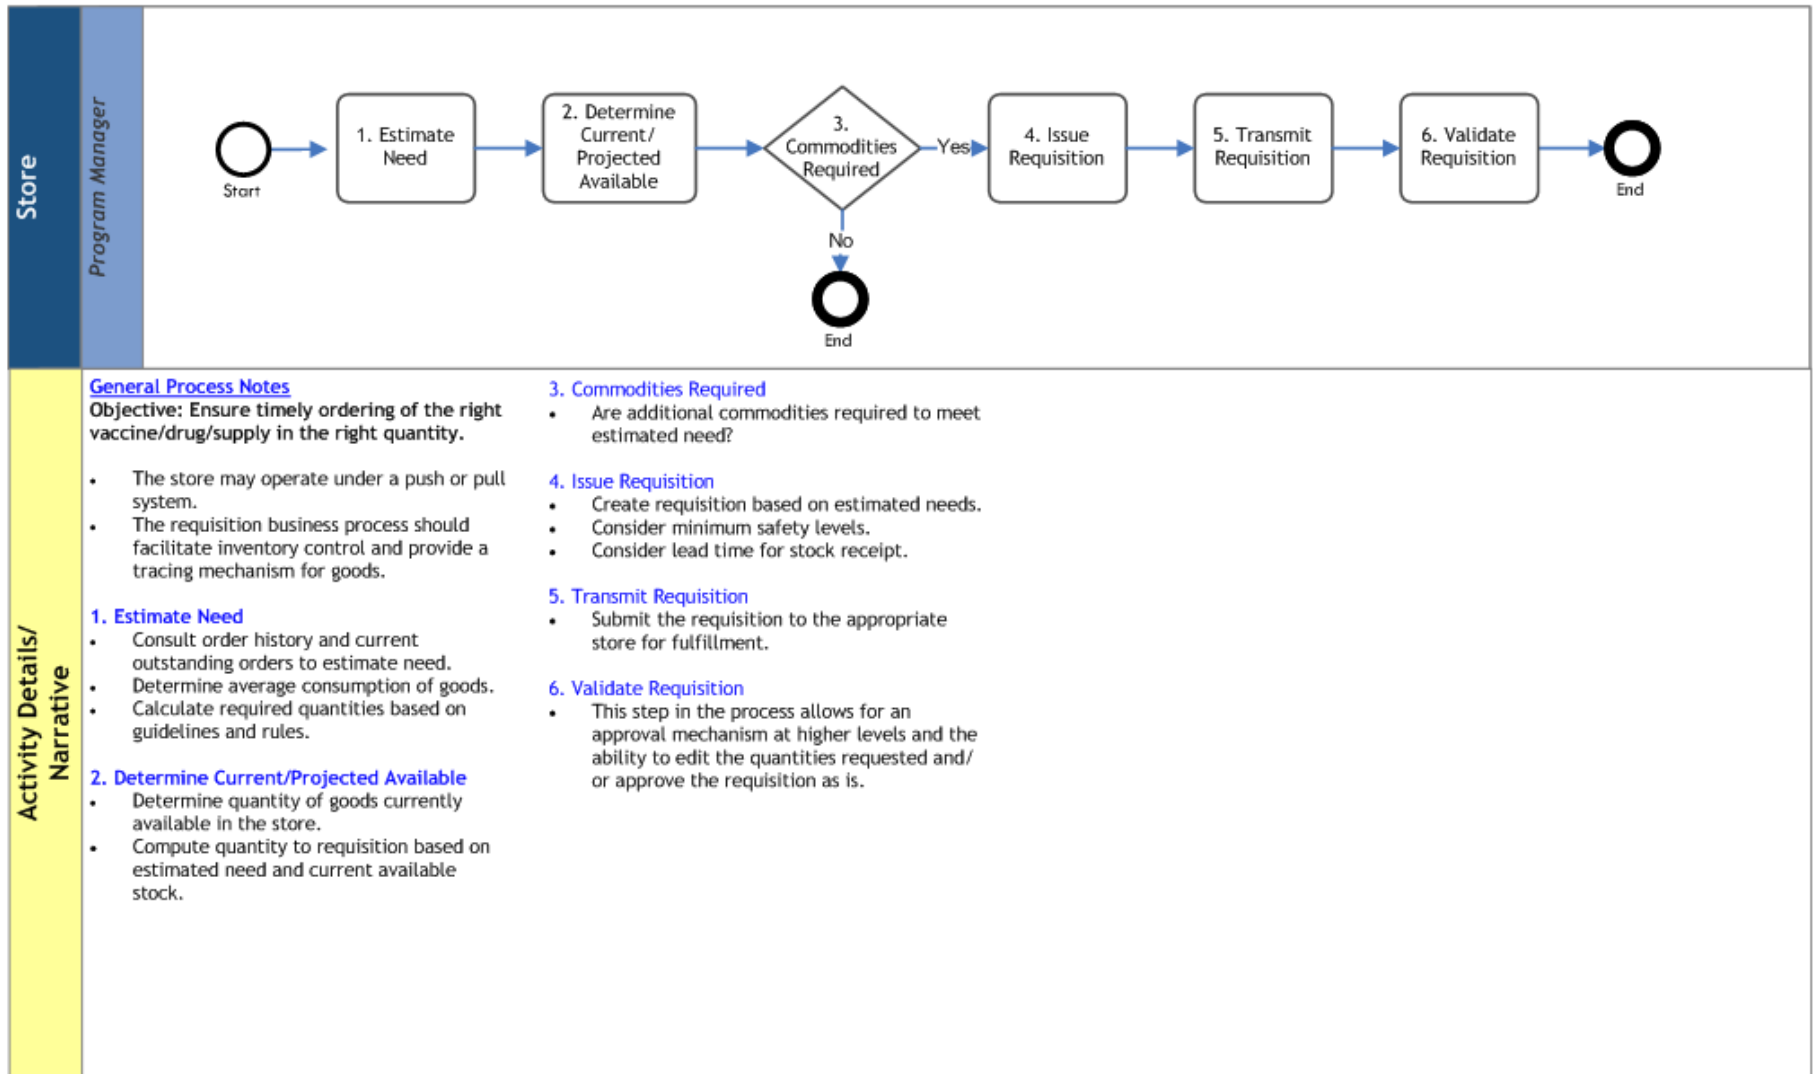 Store
Program Manager
Start
1. Estimate
Need
2. Determine
Current/
Projected
Available
3.
Commodities
Required
Yes
No
End
4. Issue
Requisition
5. Transmit
Requisition
6. Validate
Requisition
End
Activity Details/
Narrative
General Process Notes
Objective: Ensure timely ordering of the right
vaccine/drug/supply in the right quantity.
• The store may operate under a push or pull
system.
• The requisition business process should
facilitate inventory control and provide a
tracing mechanism for goods.
1. Estimate Need
• Consult order history and current
outstanding orders to estimate need.
• Determine average consumption of goods.
• Calculate required quantities based on
guidelines and rules.
2. Determine Current/Projected Available
• Determine quantity of goods currently
available in the store.
• Compute quantity to requisition based on
estimated need and current available
stock.
3. Commodities Required
• Are additional commodities required to meet
estimated need?
4. Issue Requisition
• Create requisition based on estimated needs.
• Consider minimum safety levels.
• Consider lead time for stock receipt.
5. Transmit Requisition
• Submit the requisition to the appropriate
store for fulfillment.
6. Validate Requisition
• This step in the process allows for an
approval mechanism at higher levels and the
ability to edit the quantities requested and/
or approve the requisition as is.